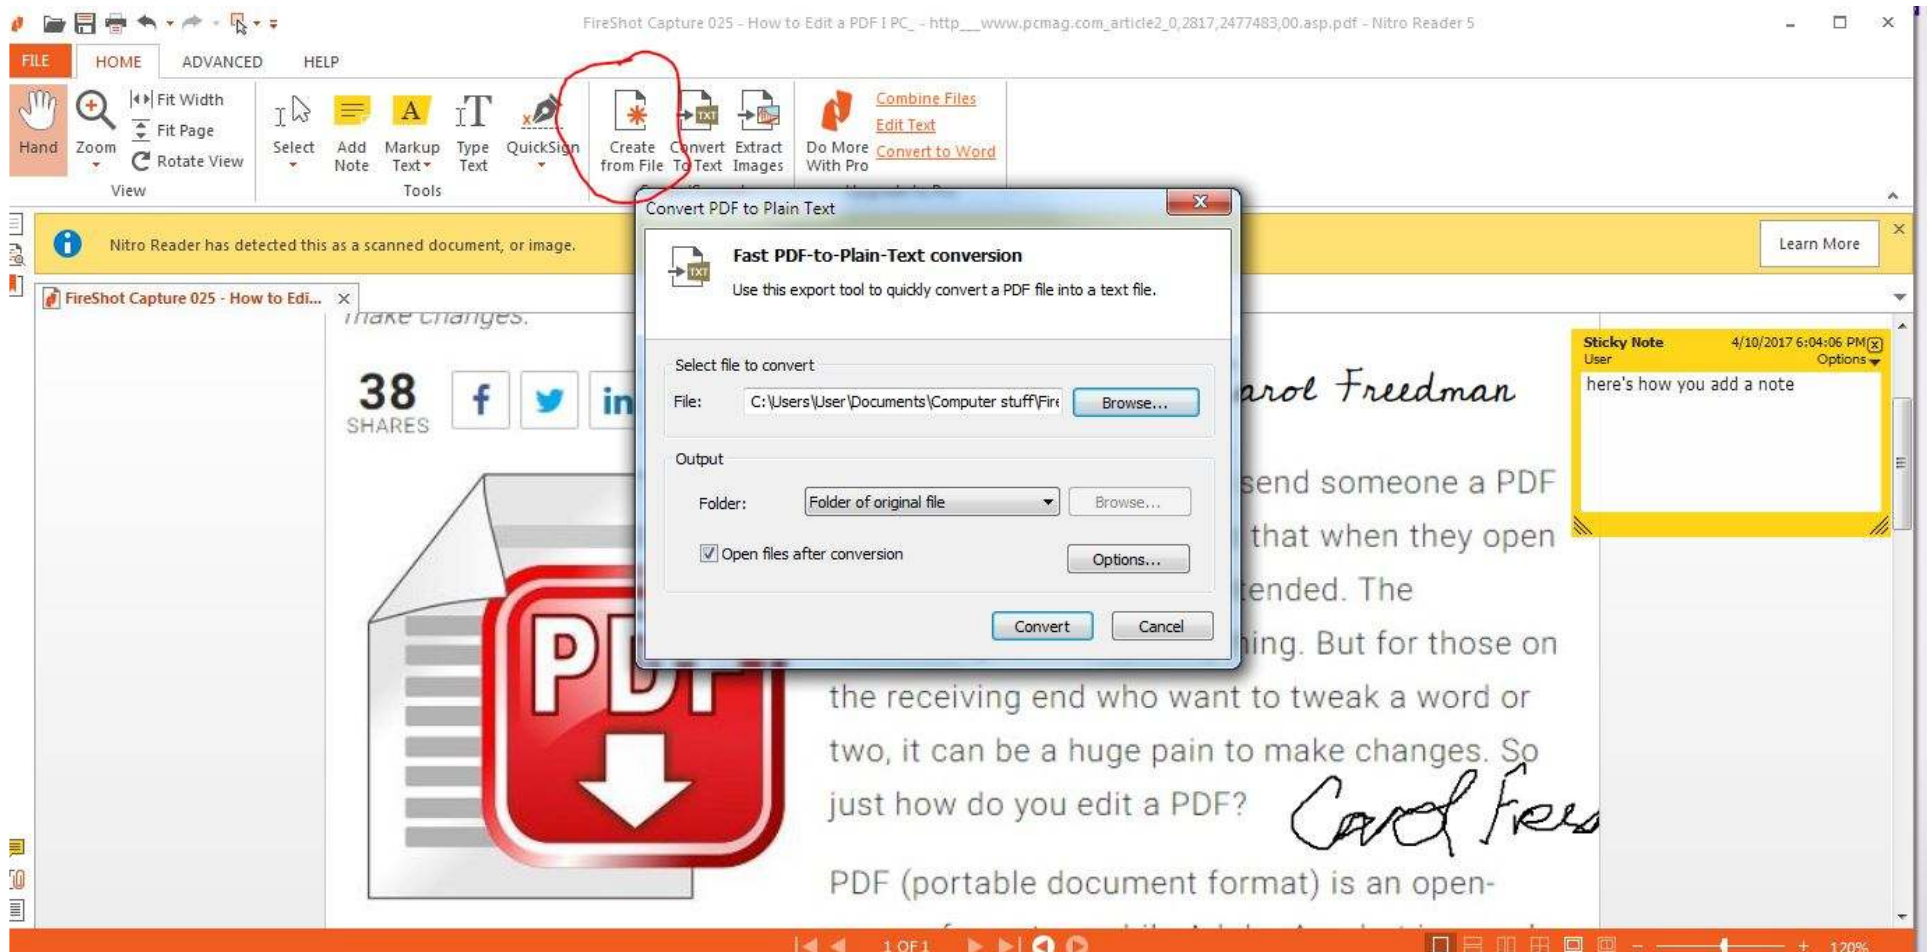 FireShot Capture 025 - How to Edit a PDF I PC_ - http___www.pcmag.com_article2_0,2817,2477483,00.asp.pdf - Nitro Reader 5
FILE HOME ADVANCED HELP
Hand
Zoom
Fit Width
Fit Page
Rotate View
View
Select
Add Note
Markup Text
Type Text
QuickSign
Tools
Create from File
Convert To Text
Extract Images
Do More With Pro
Combine Files
Edit Text
Convert to Word
Nitro Reader has detected this as a scanned document, or image.
Learn More
FireShot Capture 025 - How to Edi...
make changes.
38
SHARES
f
in
Convert PDF to Plain Text
TXT
Fast PDF-to-Plain-Text conversion
Use this export tool to quickly convert a PDF file into a text file.
Select file to convert
File: C:\Users\User\Documents\Computer stuff\Fire Browse...
Output
Folder: Folder of original file Browse...
Open files after conversion
Options...
Convert Cancel
Freedman
Sticky Note 4/10/2017 6:04:06 PM
User Options
here's how you add a note
PDF
send someone a PDF
that when they open
The
But for those on
the receiving end who want to tweak a word or
two, it can be a huge pain to make changes. So
just how do you edit a PDF?
Carol
PDF (portable document format) is an open-
1 OF 1
120%